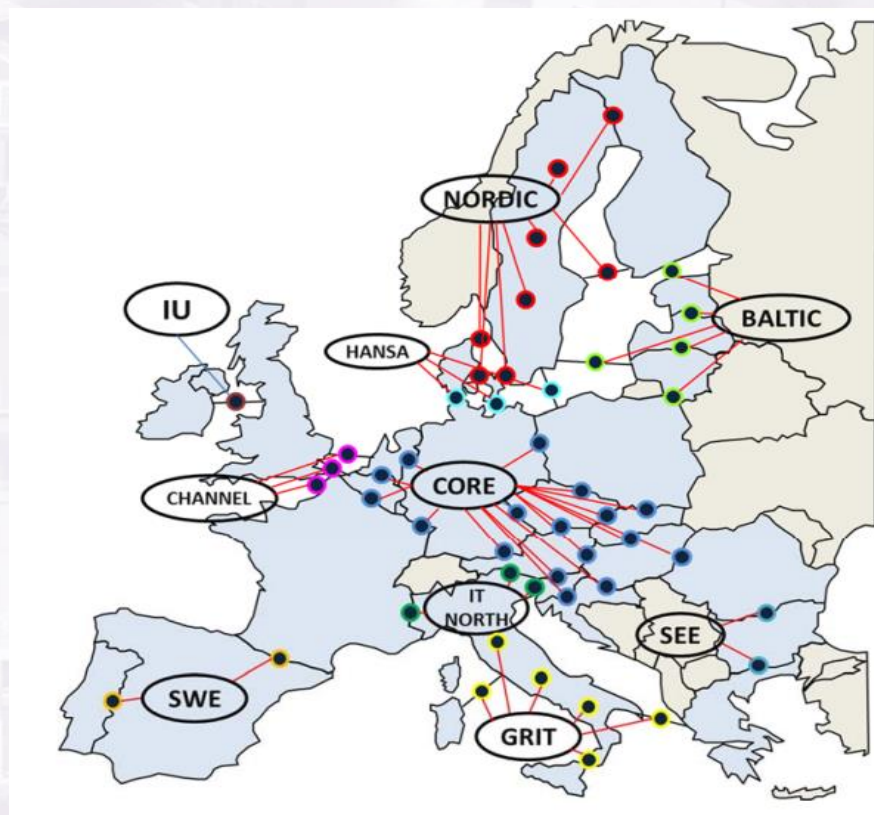 NORDIC
IU
BALTIC
HANSA
CORE
CHANNEL
IT
NORTH
SEE
SWE
GRIT